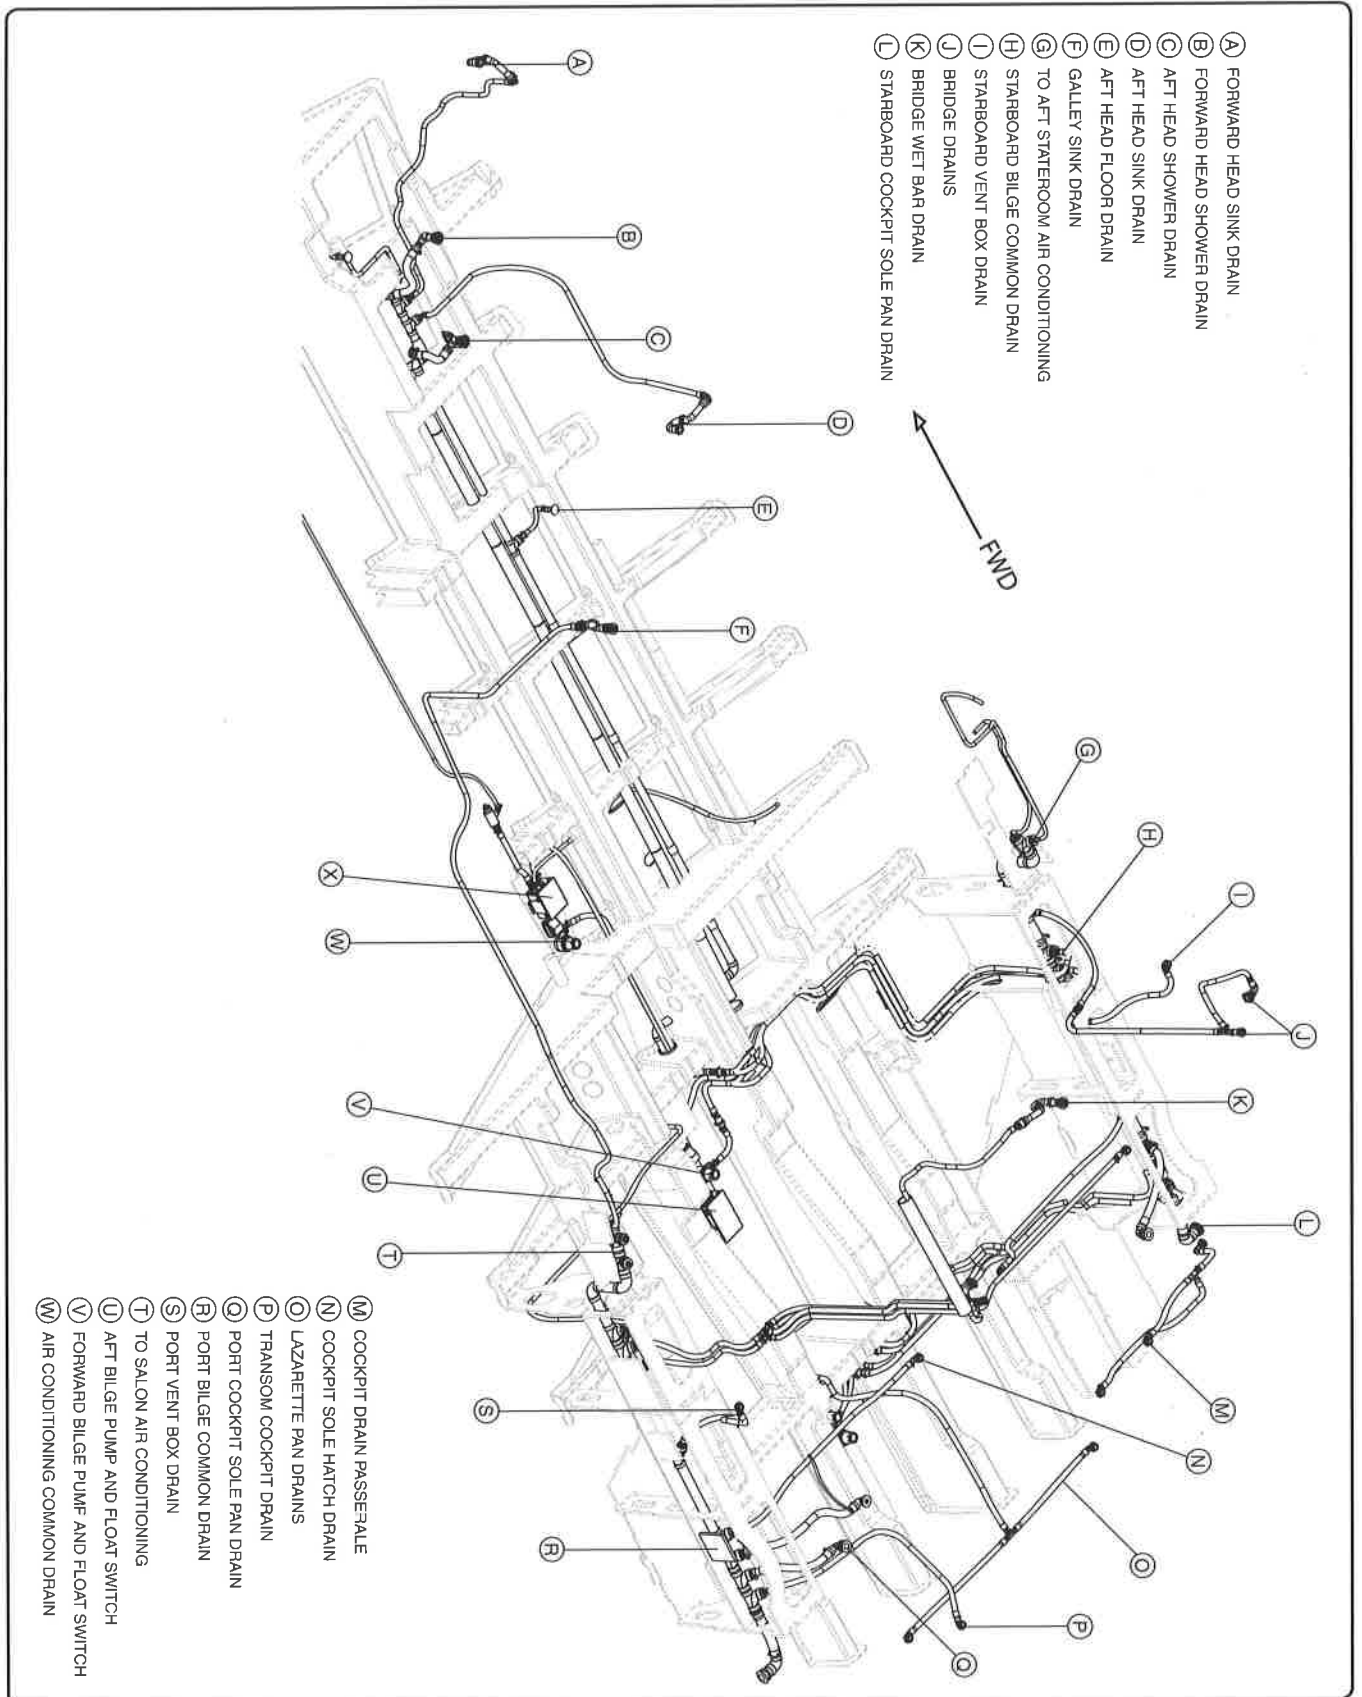 Ⓐ FORWARD HEAD SINK DRAIN
Ⓑ FORWARD HEAD SHOWER DRAIN
Ⓒ AFT HEAD SHOWER DRAIN
Ⓓ AFT HEAD SINK DRAIN
Ⓔ AFT HEAD FLOOR DRAIN
Ⓕ GALLEY SINK DRAIN
Ⓖ TO AFT STATEROOM AIR CONDITIONING
Ⓗ STARBOARD BILGE COMMON DRAIN
Ⓘ STARBOARD VENT BOX DRAIN
Ⓙ BRIDGE DRAINS
Ⓚ BRIDGE WET BAR DRAIN
Ⓛ STARBOARD COCKPIT SOLE PAN DRAIN
FWD
Ⓐ
Ⓑ
Ⓒ
Ⓓ
Ⓔ
Ⓕ
Ⓖ
Ⓗ
Ⓘ
Ⓙ
Ⓚ
Ⓛ
Ⓜ
Ⓝ
Ⓞ
Ⓟ
Ⓠ
Ⓡ
Ⓢ
Ⓣ
Ⓤ
Ⓥ
Ⓦ
Ⓧ
Ⓜ COCKPIT DRAIN PASSERALE
Ⓝ COCKPIT SOLE HATCH DRAIN
Ⓞ LAZARETTE PAN DRAINS
Ⓟ TRANSOM COCKPIT DRAIN
Ⓠ PORT COCKPIT SOLE PAN DRAIN
Ⓡ PORT BILGE COMMON DRAIN
Ⓢ PORT VENT BOX DRAIN
Ⓣ TO SALON AIR CONDITIONING
Ⓤ AFT BILGE PUMP AND FLOAT SWITCH
Ⓥ FORWARD BILGE PUMP AND FLOAT SWITCH
Ⓦ AIR CONDITIONING COMMON DRAIN